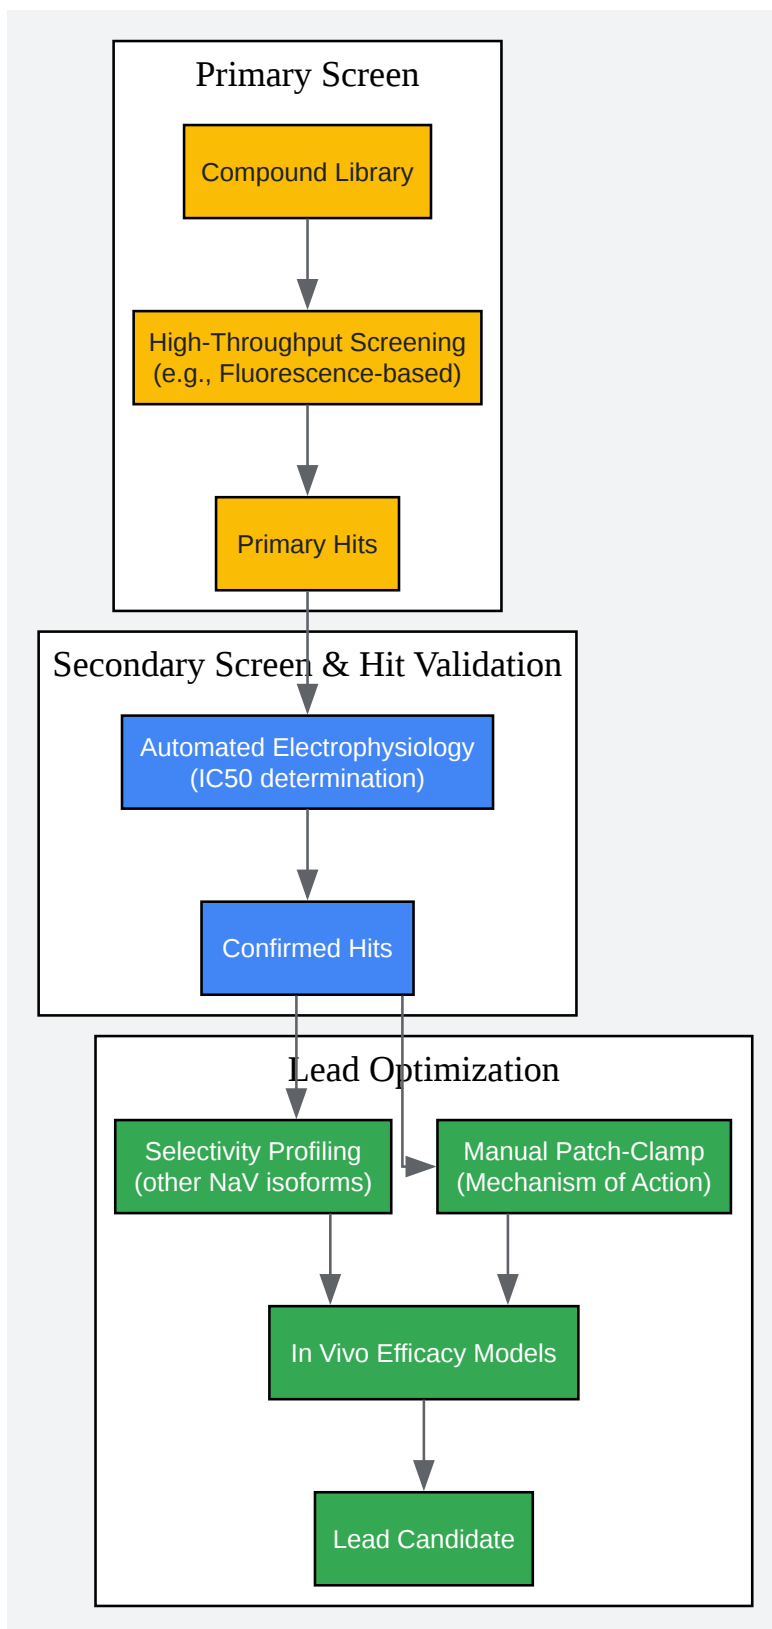 Primary Screen
Compound Library
High-Throughput Screening
(e.g., Fluorescence-based)
Primary Hits
Secondary Screen & Hit Validation
Automated Electrophysiology
(IC50 determination)
Confirmed Hits
Lead Optimization
Selectivity Profiling
(other NaV isoforms)
Manual Patch-Clamp
(Mechanism of Action)
In Vivo Efficacy Models
Lead Candidate